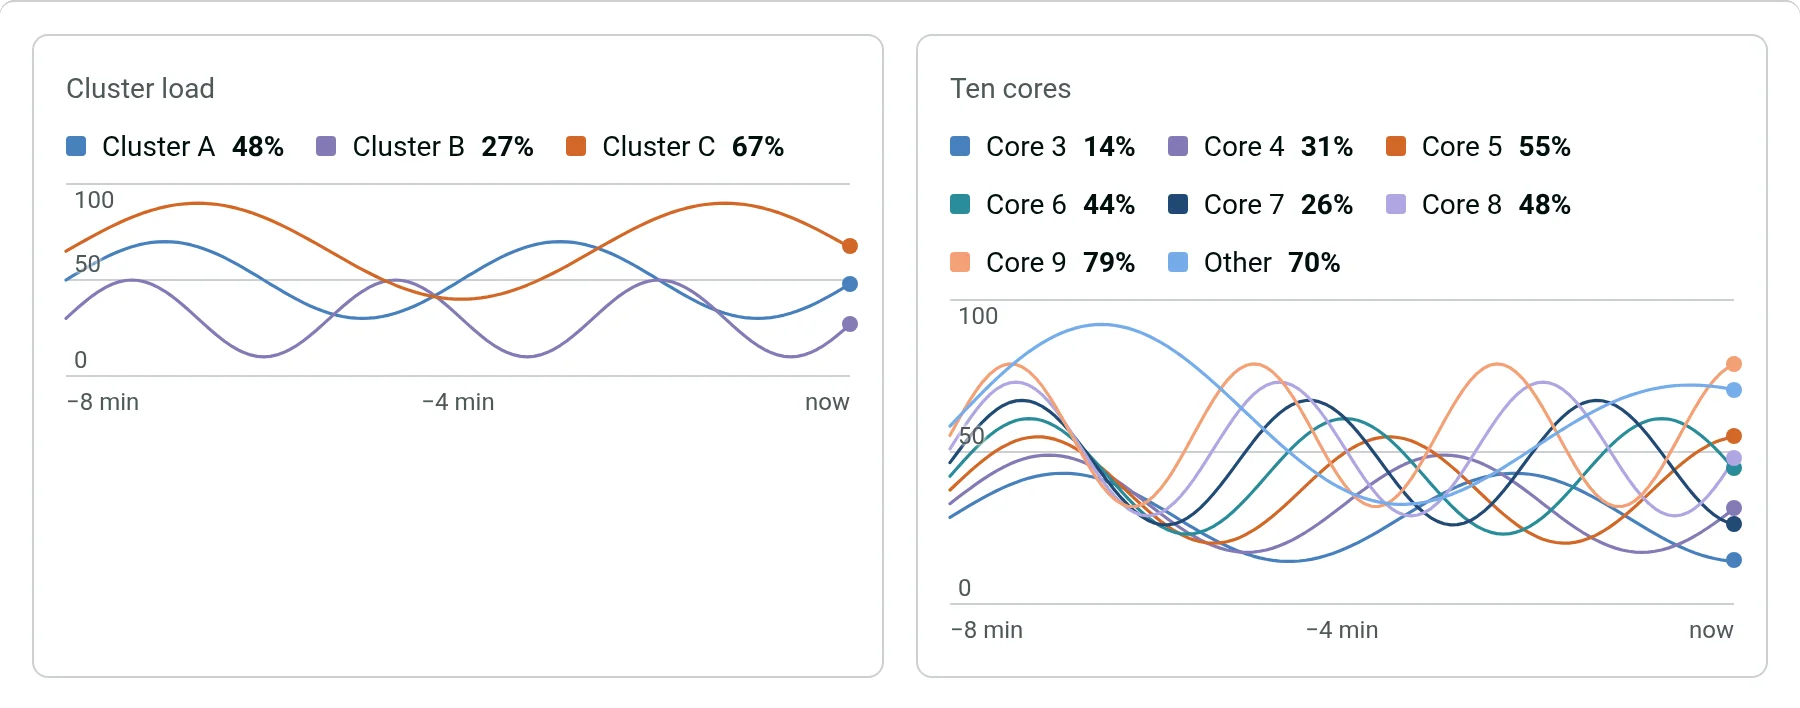 Cluster load
Cluster A 48% Cluster B 27% Cluster C 67%
100
50
0
−8 min −4 min now
Ten cores
Core 3 14% Core 4 31% Core 5 55%
Core 6 44% Core 7 26% Core 8 48%
Core 9 79% Other 70%
100
50
0
−8 min −4 min now